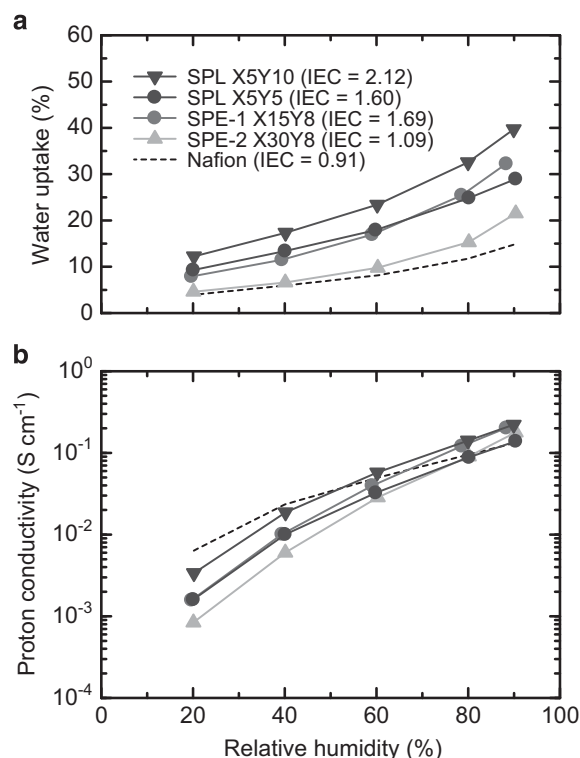 a
60
50
40
30
20
10
0
Water uptake (%)
SPL X5Y10 (IEC = 2.12)
SPL X5Y5 (IEC = 1.60)
SPE-1 X15Y8 (IEC = 1.69)
SPE-2 X30Y8 (IEC = 1.09)
Nafion (IEC = 0.91)
b
10⁰
10⁻¹
10⁻²
10⁻³
10⁻⁴
Proton conductivity (S cm⁻¹)
0 20 40 60 80 100
Relative humidity (%)